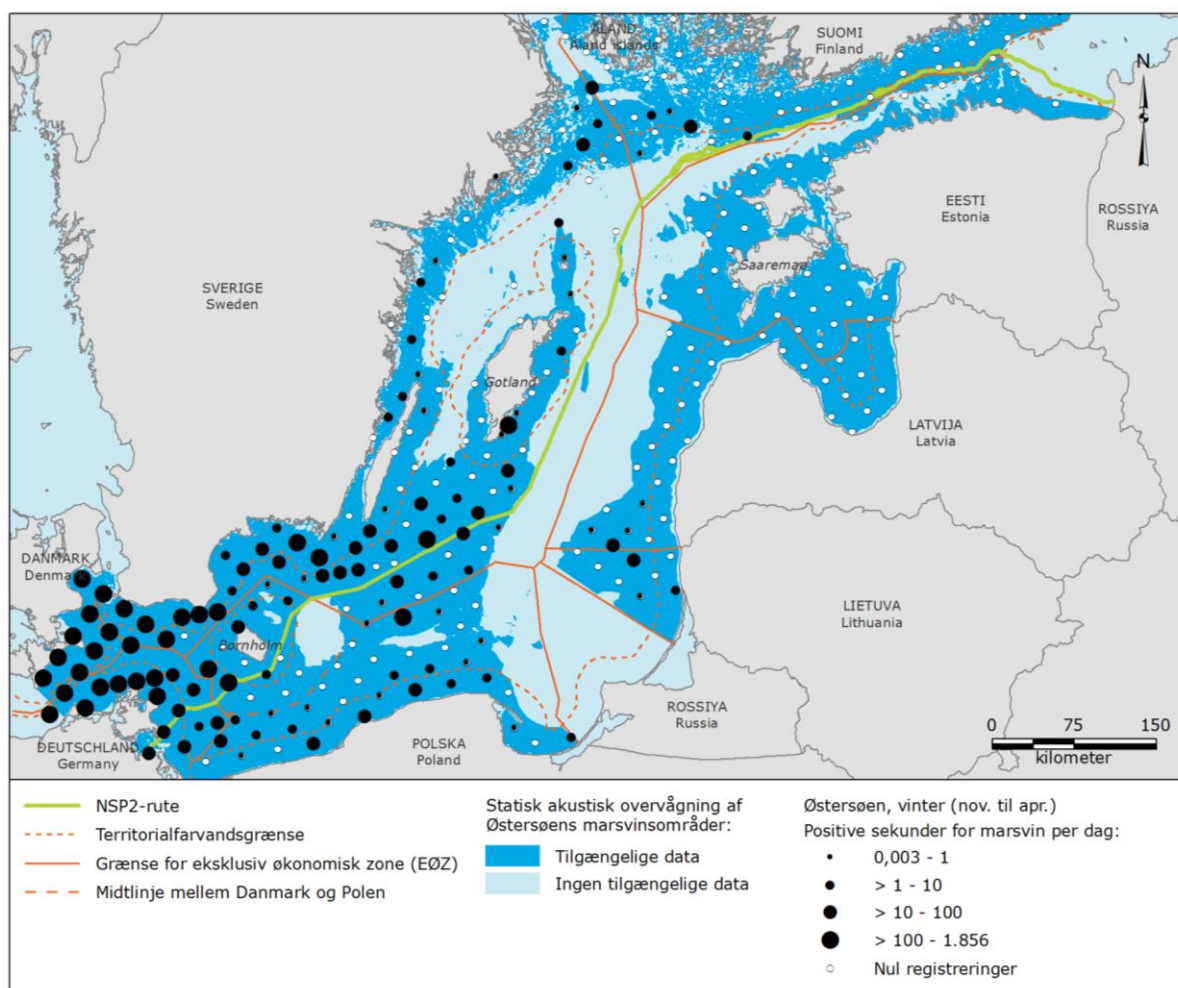 ÅLAND
Åland islands
SUOMI
Finland
N
EESTI
Estonia
ROSSIYA
Russia
SVERIGE
Sweden
Saaremaa
Gotland
LATVIJA
Latvia
DANMARK
Denmark
LIETUVA
Lithuania
Bornholm
ROSSIYA
Russia
DEUTSCHLAND
Germany
POLSKA
Poland
0 75 150
kilometer
NSP2-rute
Territorialfarvandsgrænse
Grænse for eksklusiv økonomisk zone (EØZ)
Midtlinje mellem Danmark og Polen
Statisk akustisk overvågning af
Østersøens marsvinsområder:
Tilgængelige data
Ingen tilgængelige data
Østersøen, vinter (nov. til apr.)
Positive sekunder for marsvin per dag:
0,003 - 1
> 1 - 10
> 10 - 100
> 100 - 1.856
Nul registreringer